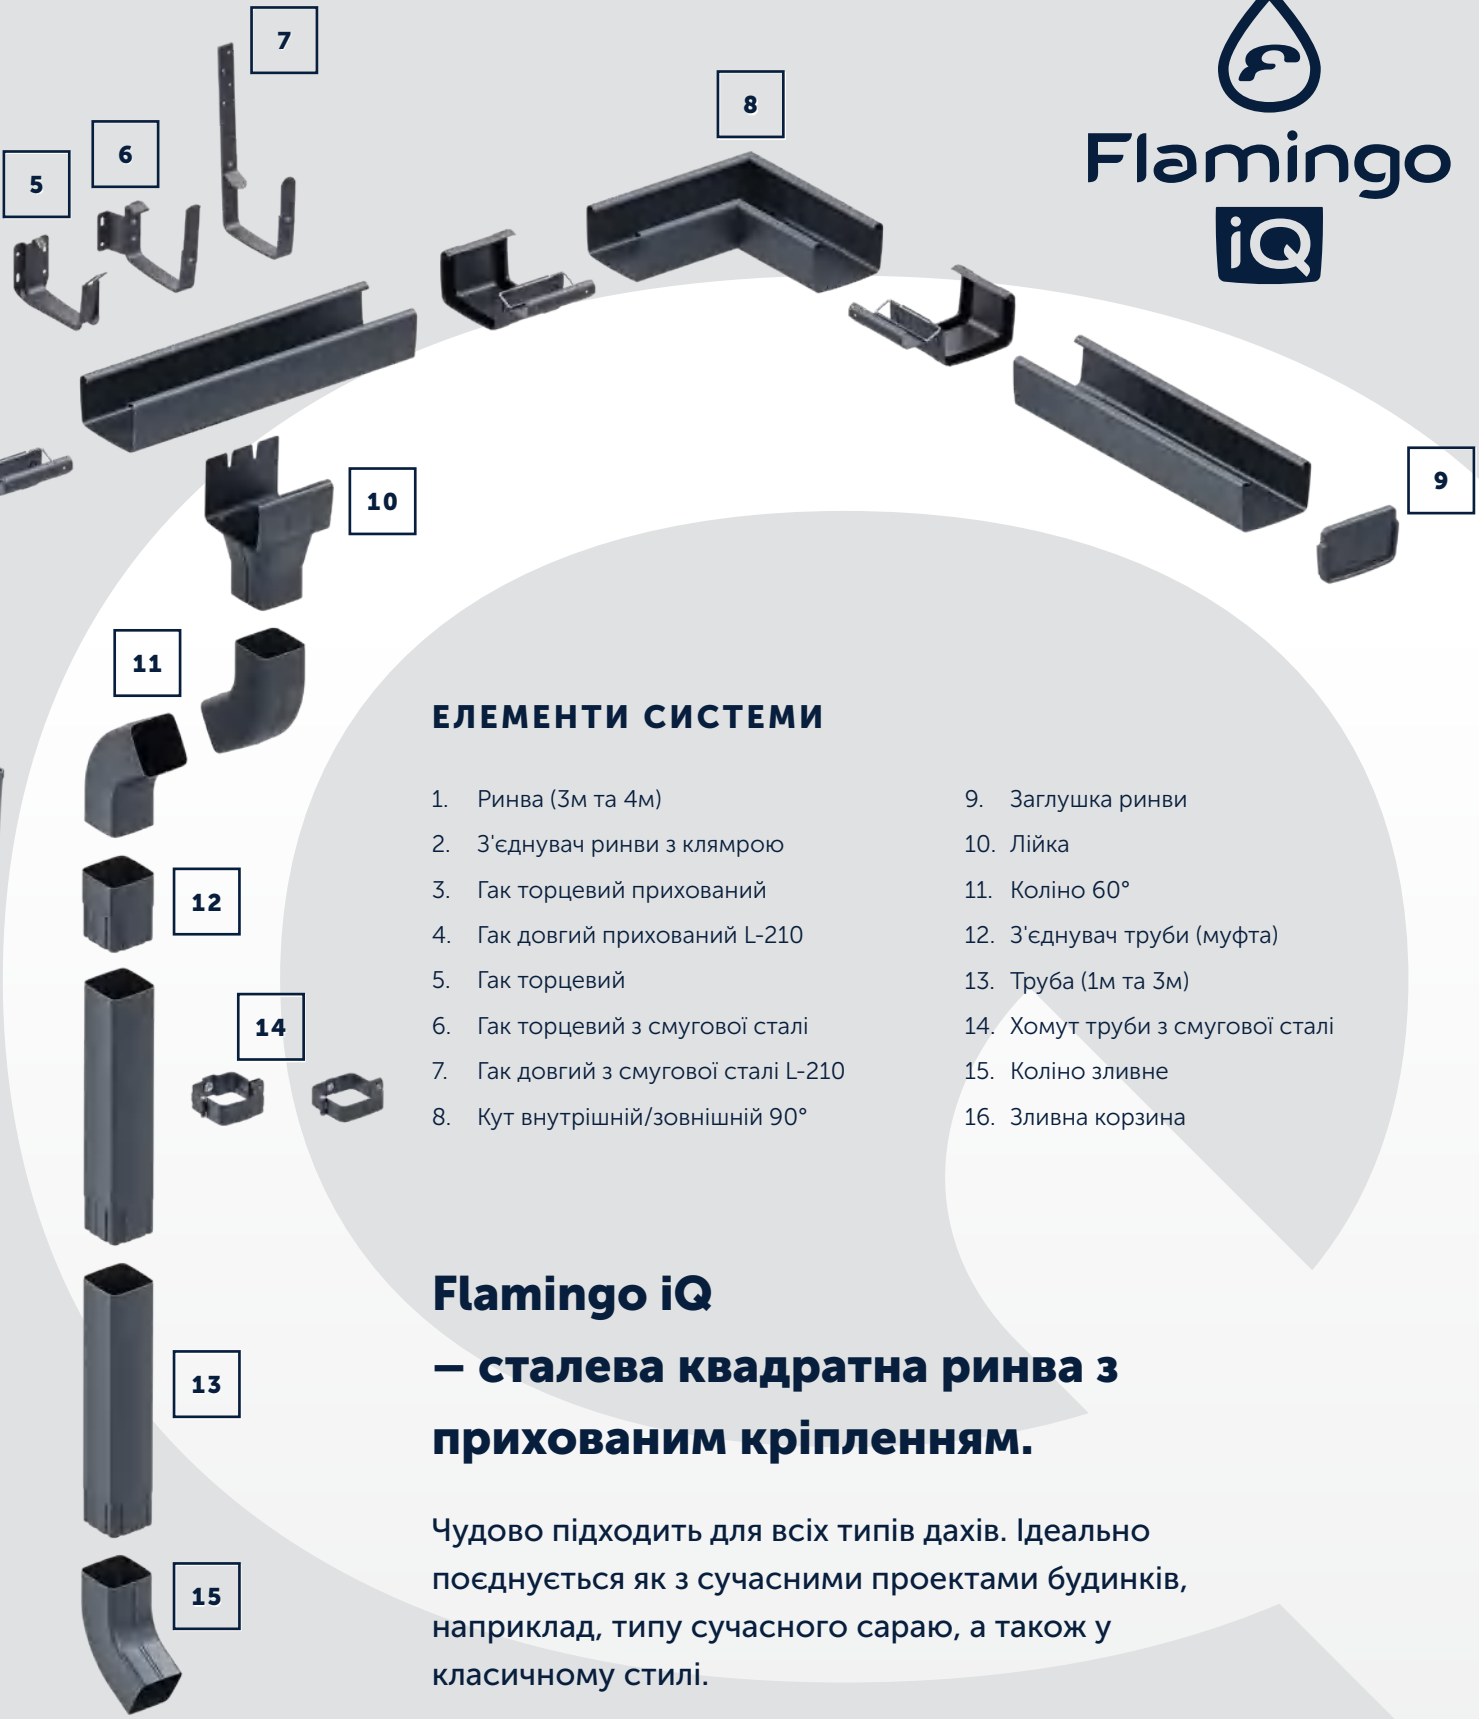 7
8
6
5
Flamingo
iQ
9
10
11
12
14
13
15
ЕЛЕМЕНТИ СИСТЕМИ
1. Ринва (3м та 4м)
2. З'єднувач ринви з клямрою
3. Гак торцевий прихований
4. Гак довгий прихований L-210
5. Гак торцевий
6. Гак торцевий з смугової сталі
7. Гак довгий з смугової сталі L-210
8. Кут внутрішній/зовнішній 90°
9. Заглушка ринви
10. Лійка
11. Коліно 60°
12. З'єднувач труби (муфта)
13. Труба (1м та 3м)
14. Хомут труби з смугової сталі
15. Коліно зливне
16. Зливна корзина
Flamingo iQ
– сталева квадратна ринва з
прихованим кріпленням.
Чудово підходить для всіх типів дахів. Ідеально
поєднується як з сучасними проектами будинків,
наприклад, типу сучасного сараю, а також у
класичному стилі.